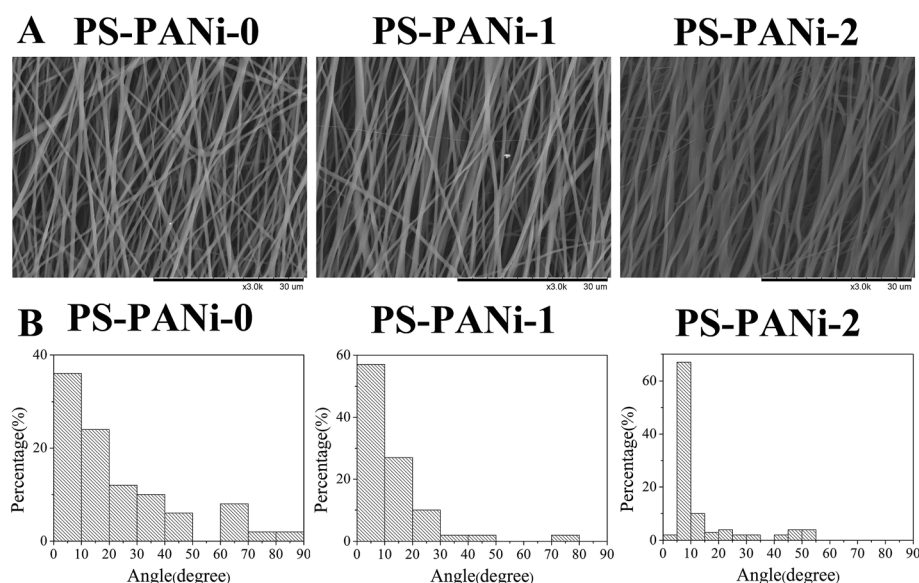 A PS-PANi-0 PS-PANi-1 PS-PANi-2
x3.0k 30 um x3.0k 30 um x3.0k 30 um
B PS-PANi-0 PS-PANi-1 PS-PANi-2
40
20
0
Percentage(%)
0 10 20 30 40 50 60 70 80 90
Angle(degree)
60
40
20
0
Percentage(%)
0 10 20 30 40 50 60 70 80 90
Angle(degree)
60
40
20
0
Percentage(%)
0 10 20 30 40 50 60 70 80 90
Angle(degree)